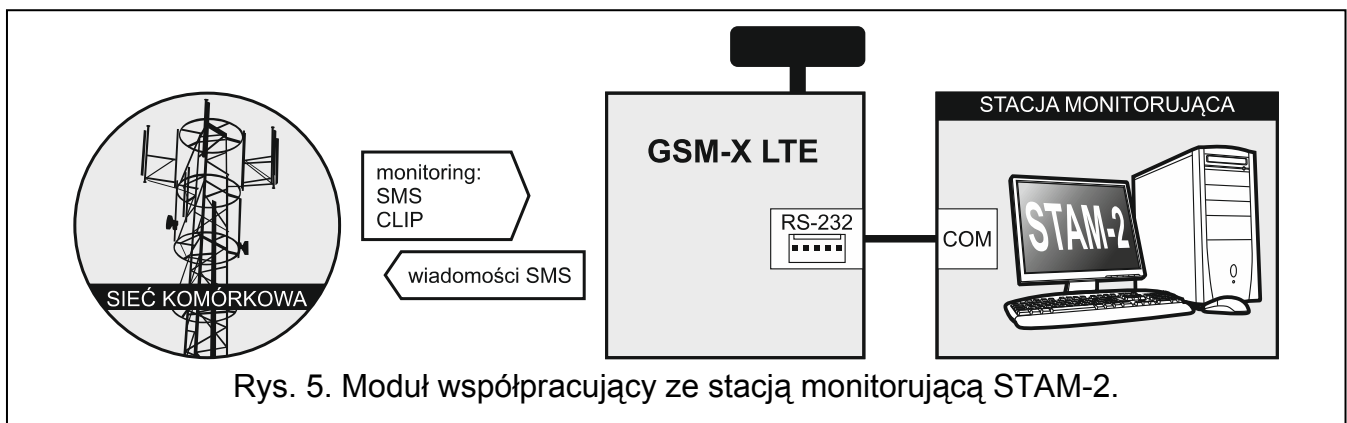 SIEĆ KOMÓRKOWA
monitoring:
SMS
CLIP
wiadomości SMS
GSM-X LTE
RS-232
STACJA MONITORUJĄCA
COM
STAM-2
Rys. 5. Moduł współpracujący ze stacją monitorującą STAM-2.